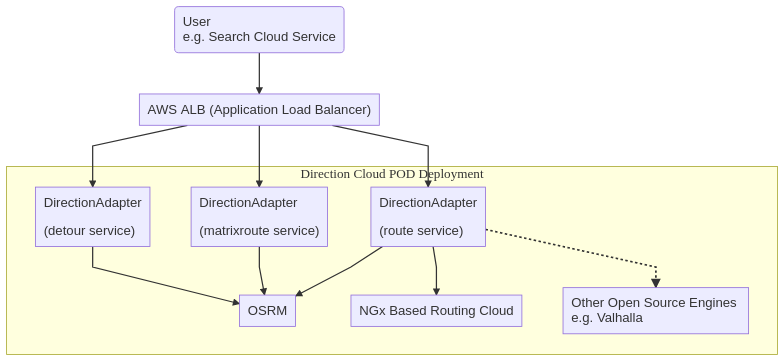 User
e.g. Search Cloud Service
AWS ALB (Application Load Balancer)
Direction Cloud POD Deployment
DirectionAdapter
(detour service)
DirectionAdapter
(matrixroute service)
DirectionAdapter
(route service)
OSRM
NGx Based Routing Cloud
Other Open Source Engines
e.g. Valhalla